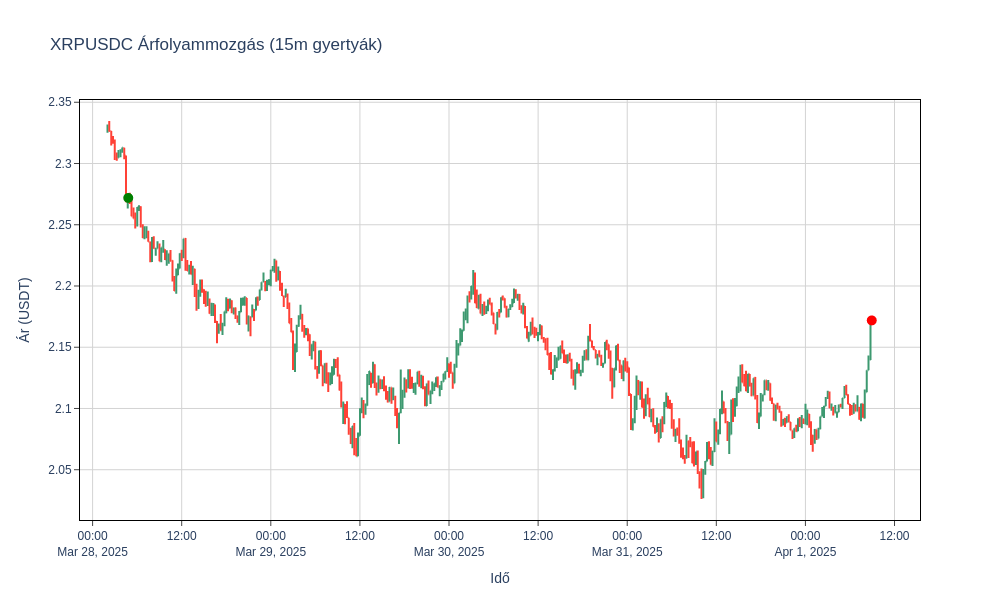 XRPUSDC Árfolyammozgás (15m gyertyák)
2.35
2.3
2.25
2.2
2.15
2.1
2.05
Ár (USDT)
00:00 12:00 00:00 12:00 00:00 12:00 00:00 12:00 00:00 12:00
Mar 28, 2025 Mar 29, 2025 Mar 30, 2025 Mar 31, 2025 Apr 1, 2025
Idő